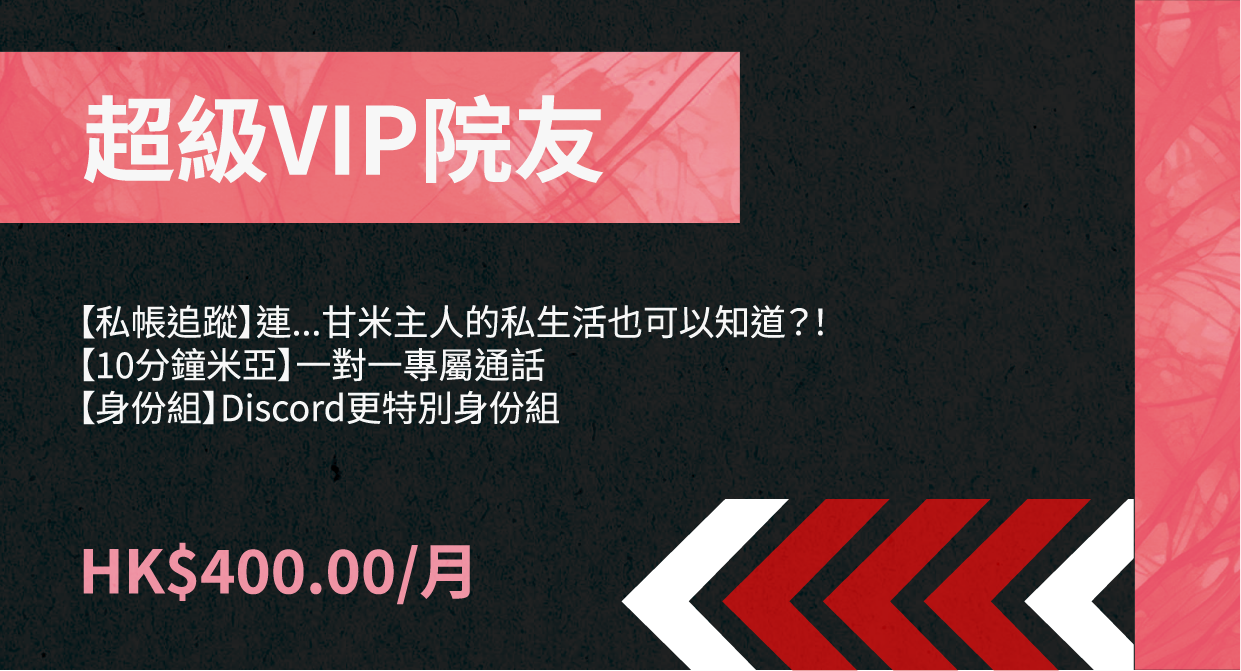 超級VIP院友
【私帳追蹤】連...甘米主人的私生活也可以知道？！
【10分鐘米亞】一對一專屬通話
【身份組】Discord更特別身份組
HK$400.00/月